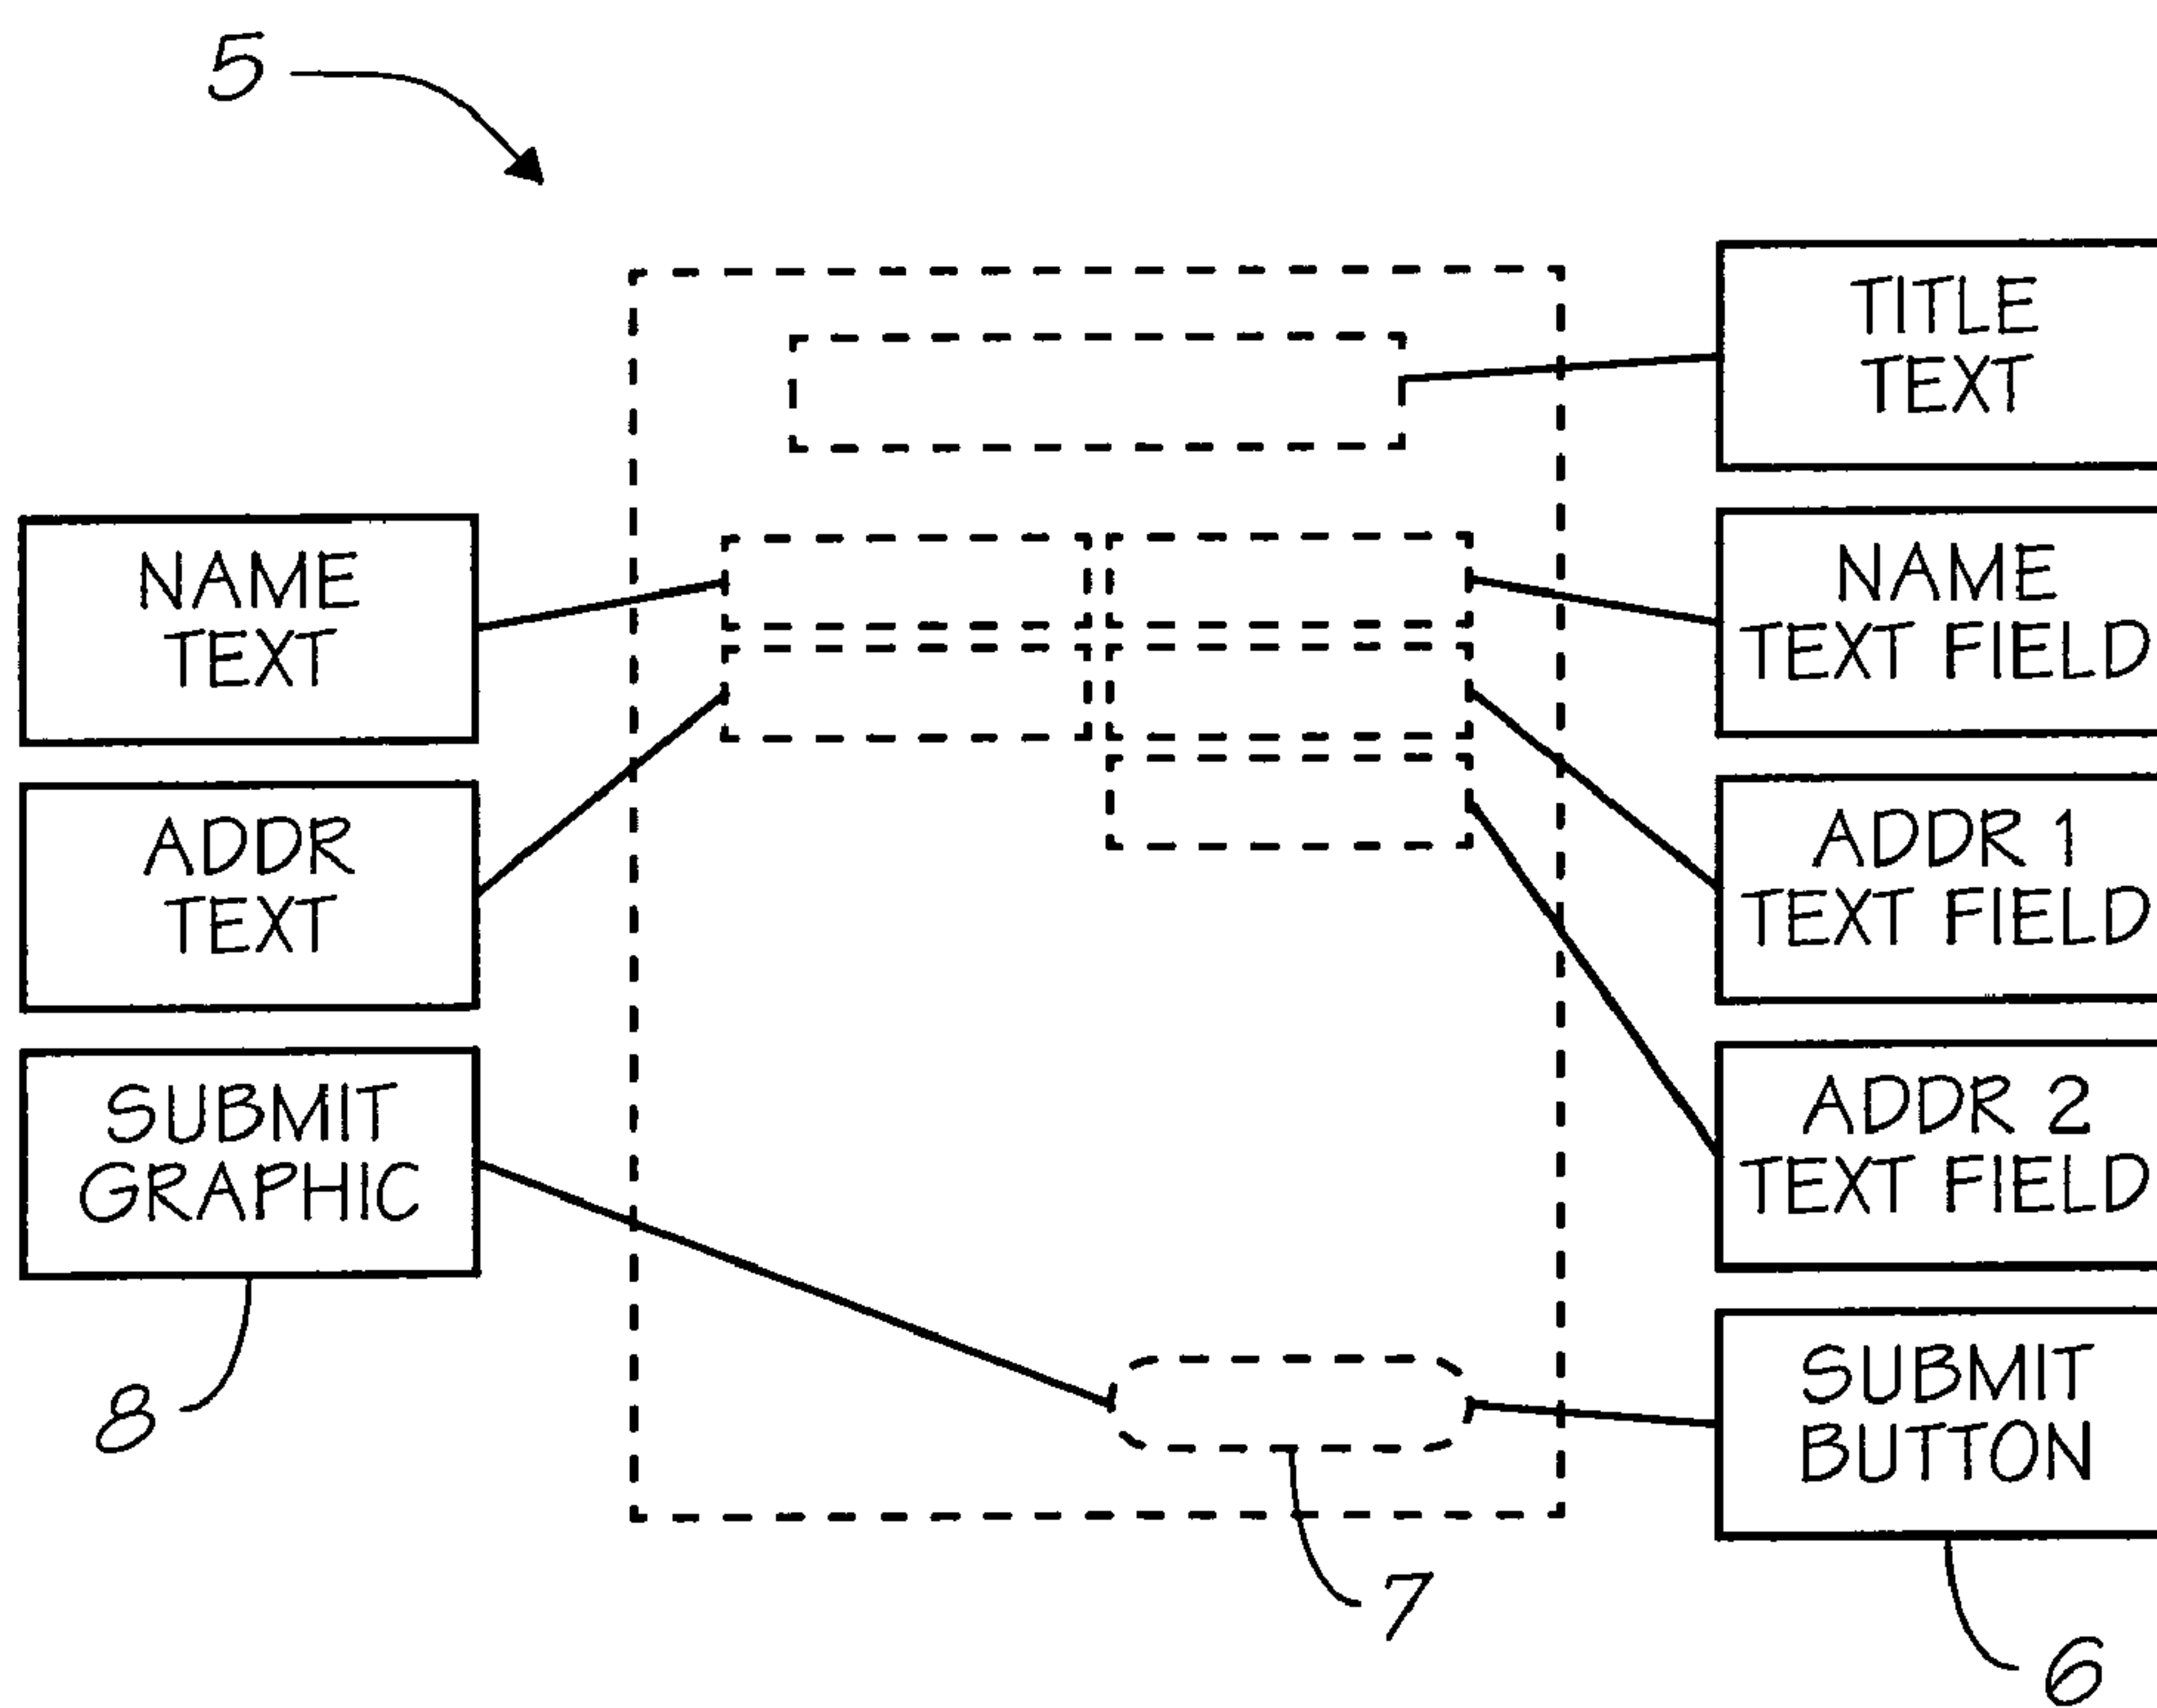 5
TITLE
TEXT
NAME
TEXT
NAME
TEXT FIELD
ADDR
TEXT
ADDR 1
TEXT FIELD
SUBMIT
GRAPHIC
ADDR 2
TEXT FIELD
SUBMIT
BUTTON
8
7
6